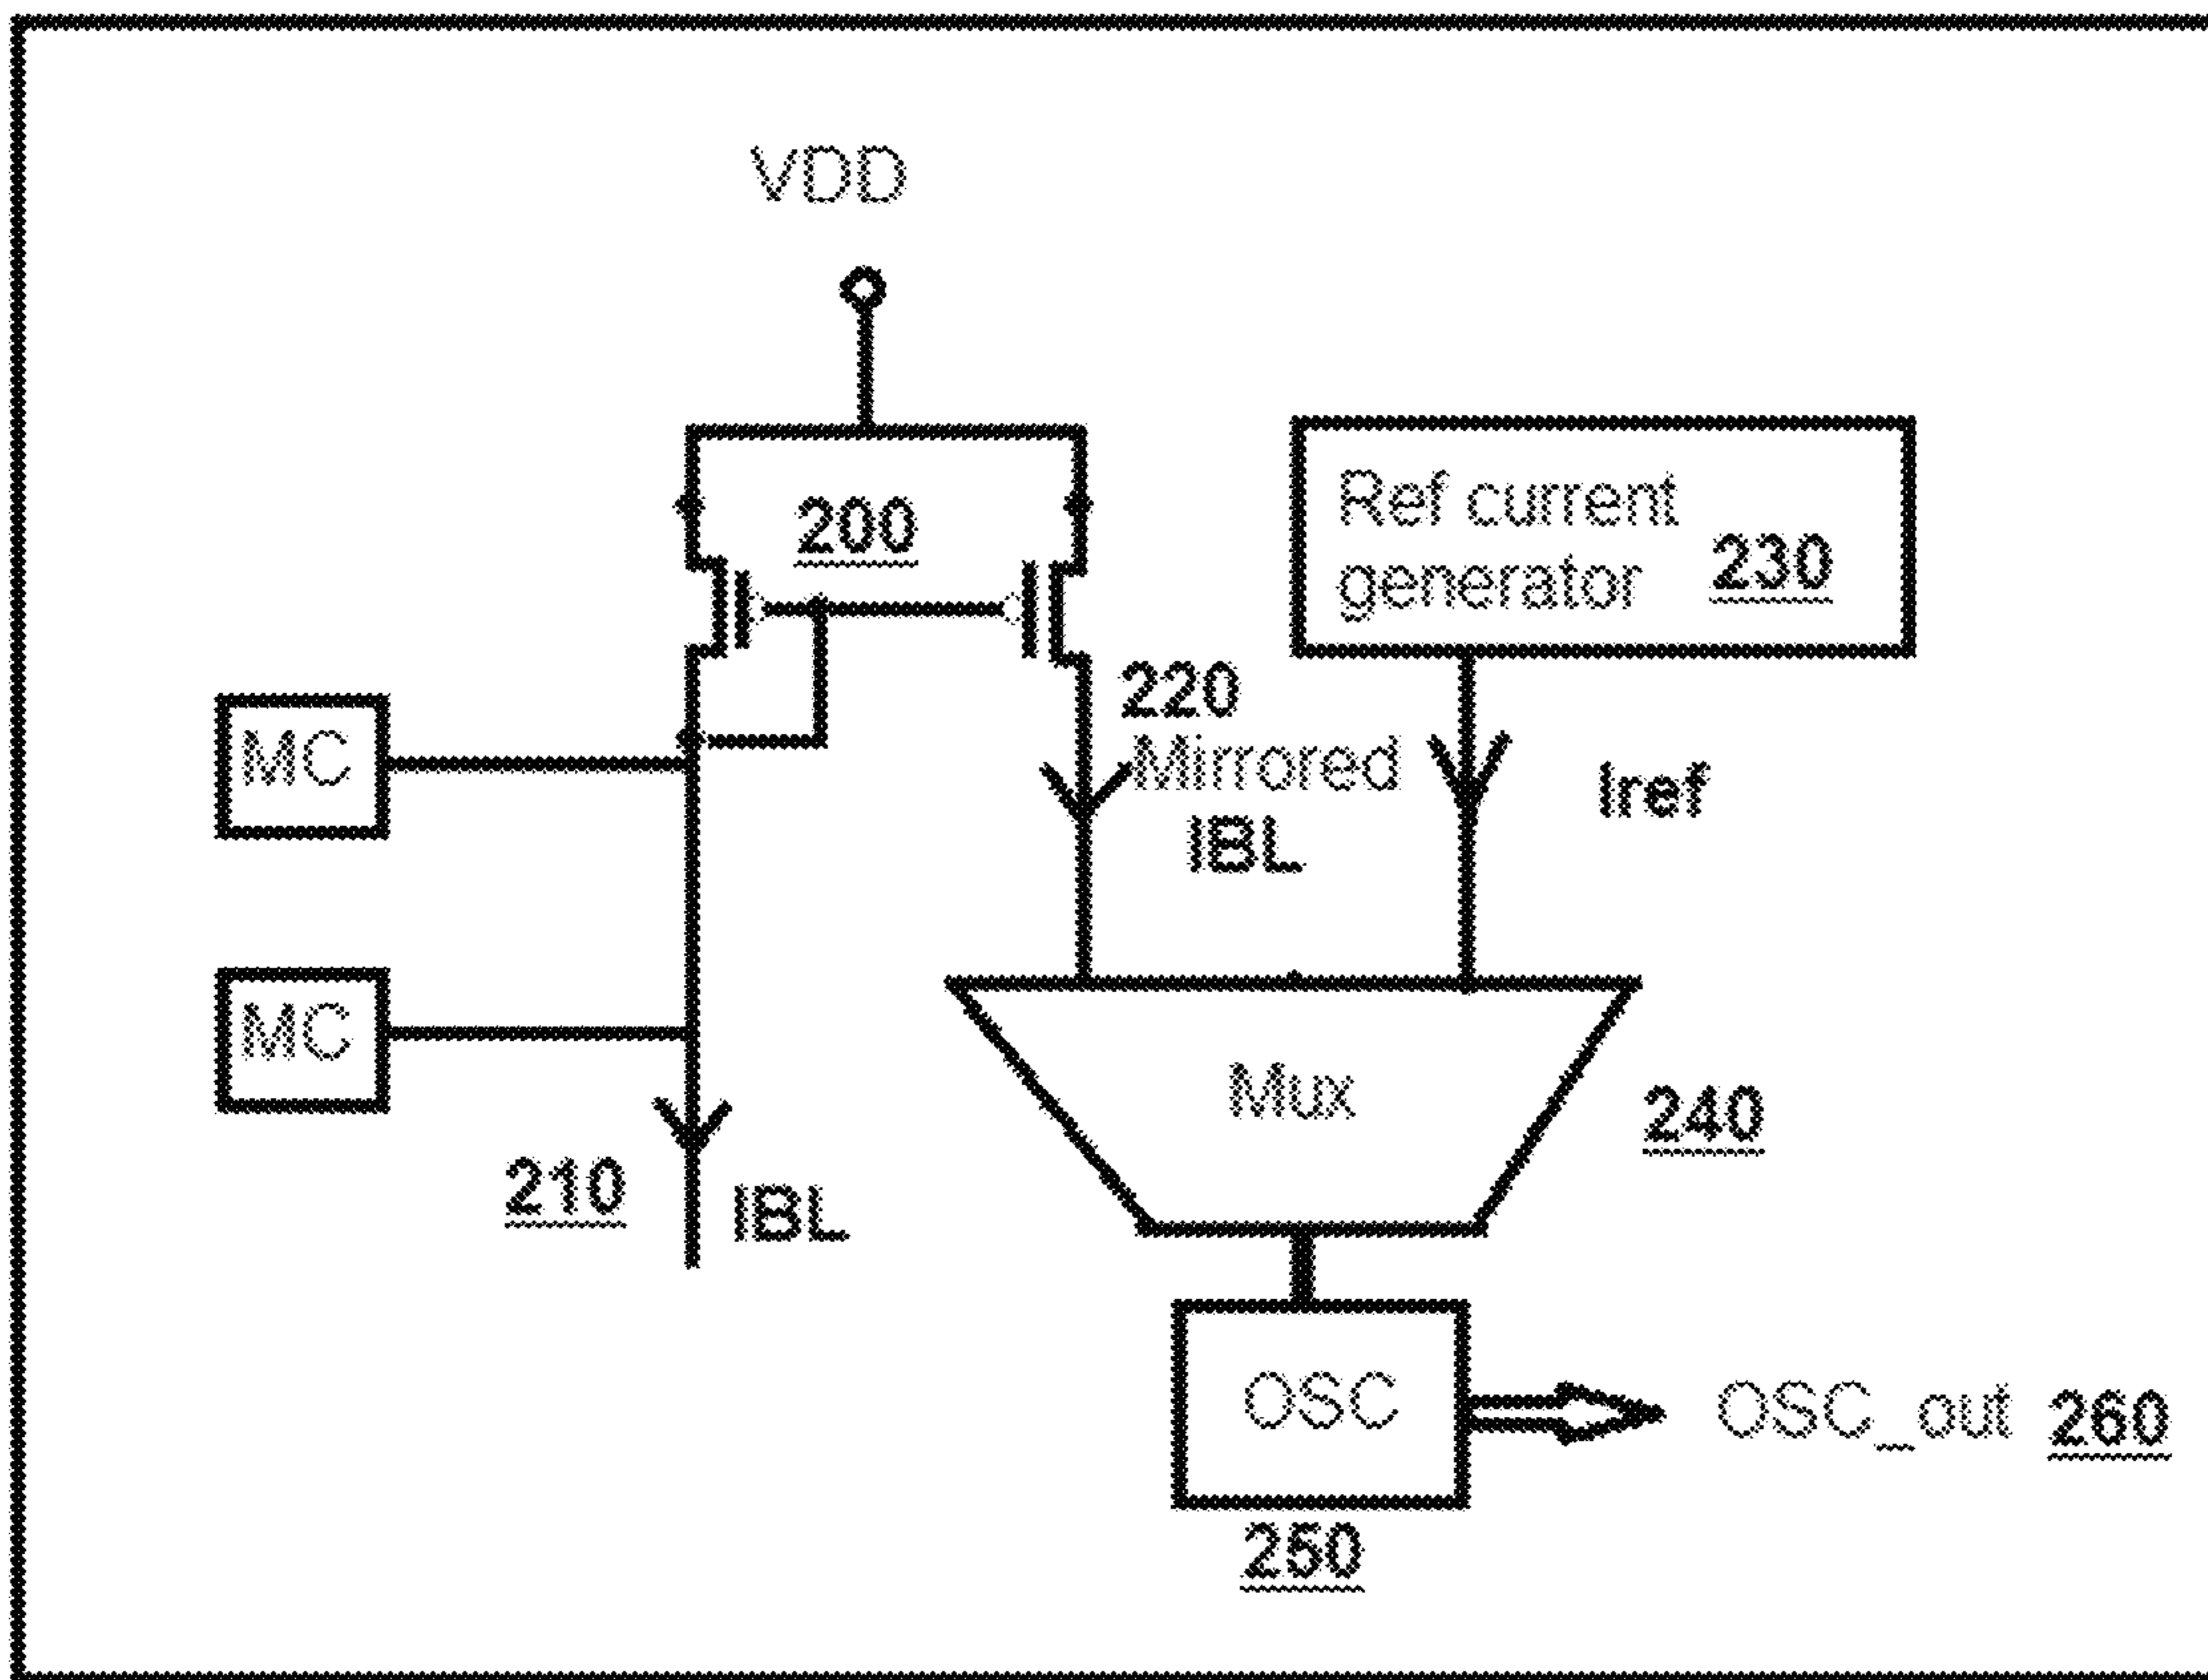 VDD
200
Ref current
generator 230
220
Mirrored
IBL
Iref
MC
MC
Mux
240
210
IBL
OSC
OSC_out 260
250